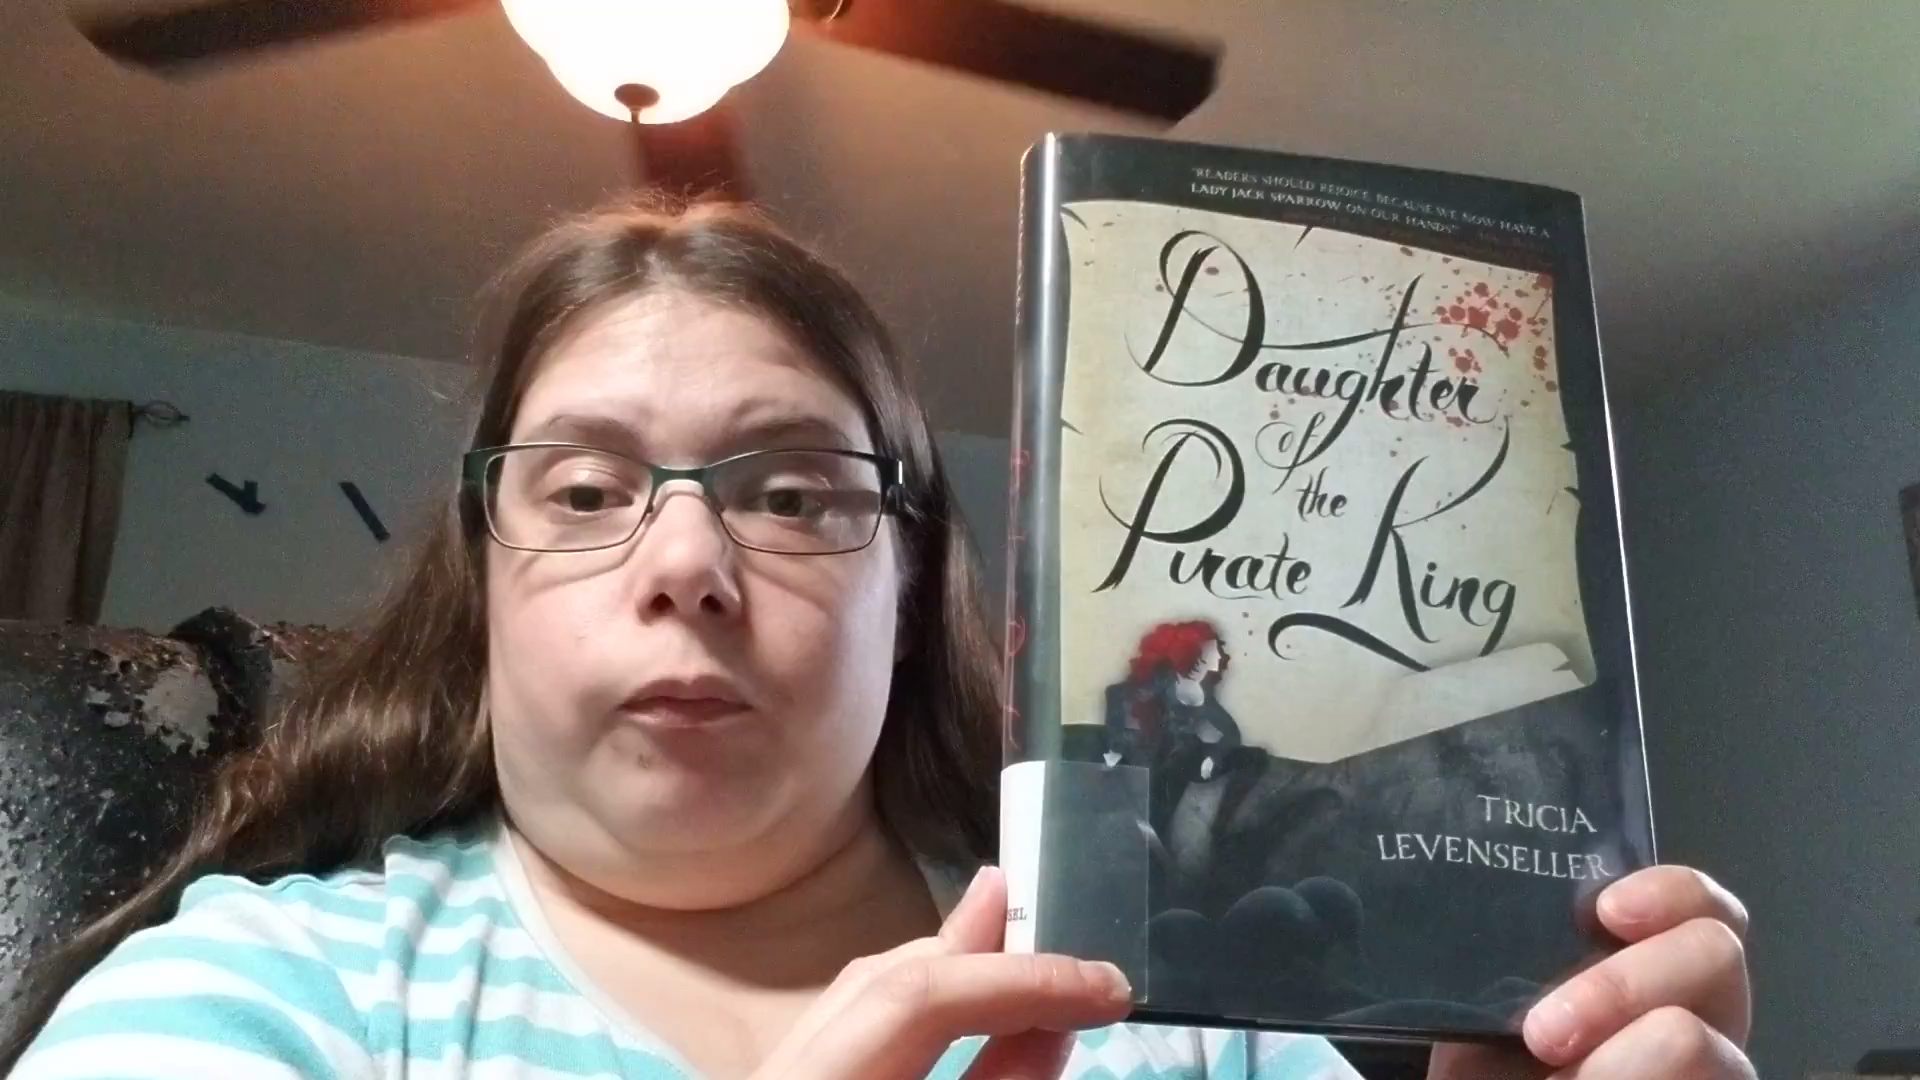 "READERS SHOULD REJOICE BECAUSE WE NOW HAVE A
LADY JACK SPARROW ON OUR HANDS"
Daughter
of
the
Pirate King
TRICIA
LEVENSELLER
SEL